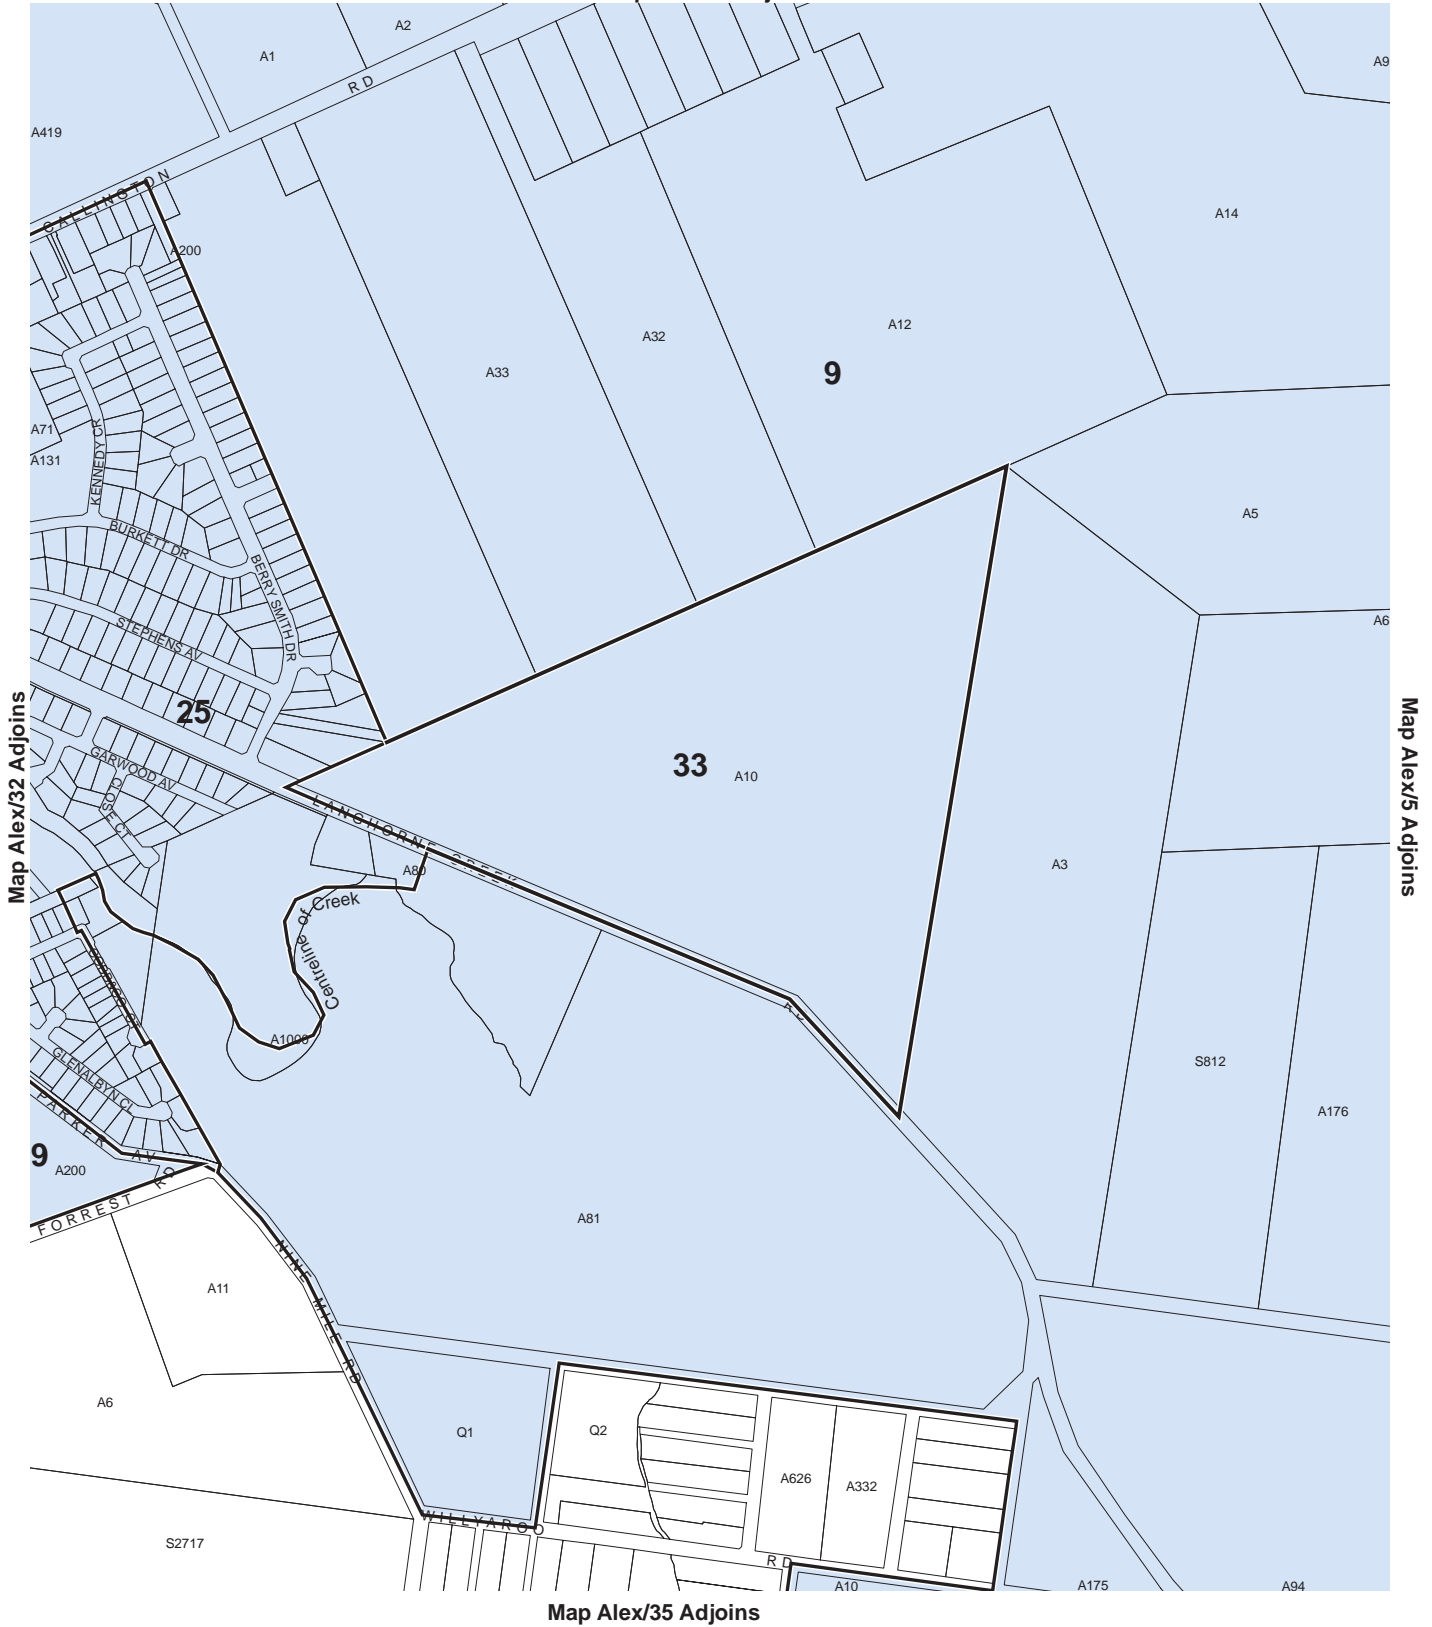 A2
A1
A9
RD
A419
CALLINGTON
A14
A200
A12
A32
A33
9
A71
A131
KENNEDY CR
A5
BURKETT DR
BERRY SMITH DR
A6
STEPHENS AV
25
Map Alex/32 Adjoins
Map Alex/5 Adjoins
33
A10
GARWOOD AV
CLOSE CT
LANGHORNE CREEK
A3
A80
Centreline of Creek
RD
A1000
GLENALBYN CL
S812
PARKER AV
A176
9
A200
RD
FORREST
A81
NINE MILE RD
A11
A6
Q1
Q2
A626
A332
WILLYAROO
S2717
RD
A10
A175
A94
Map Alex/35 Adjoins